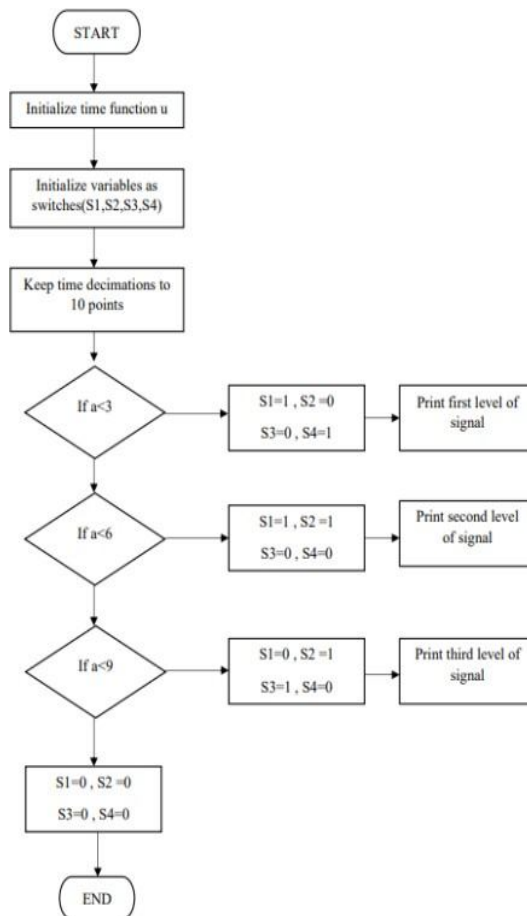 START
Initialize time function u
Initialize variables as
switches(S1,S2,S3,S4)
Keep time decimations to
10 points
If a<3
S1=1 , S2 =0
S3=0 , S4=1
Print first level of
signal
If a<6
S1=1 , S2 =1
S3=0 , S4=0
Print second level
of signal
If a<9
S1=0 , S2 =1
S3=1 , S4=0
Print third level of
signal
S1=0 , S2 =0
S3=0 , S4=0
END